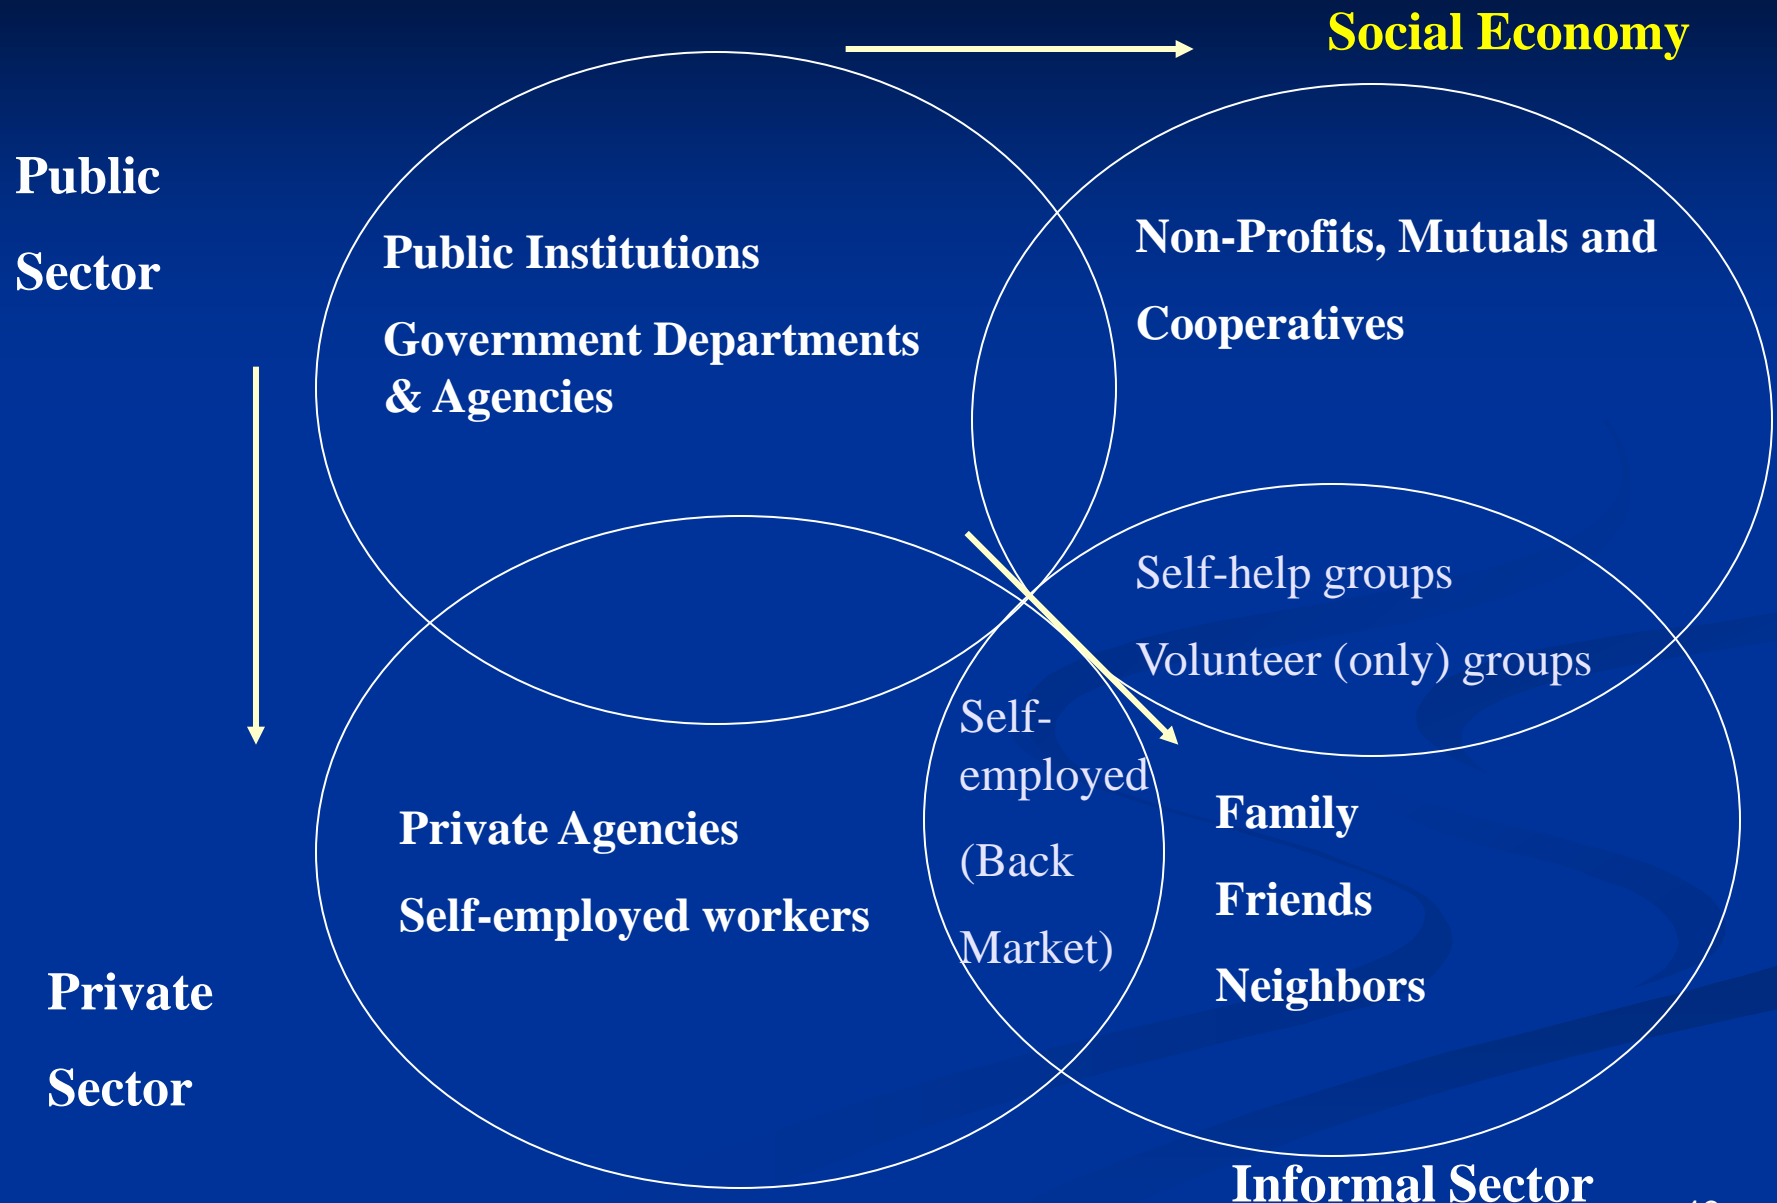 Social Economy
Public
Sector
Public Institutions
Government Departments
& Agencies
Non-Profits, Mutuals and
Cooperatives
Self-help groups
Volunteer (only) groups
Self-
employed
(Back
Market)
Private Agencies
Self-employed workers
Family
Friends
Neighbors
Private
Sector
Informal Sector